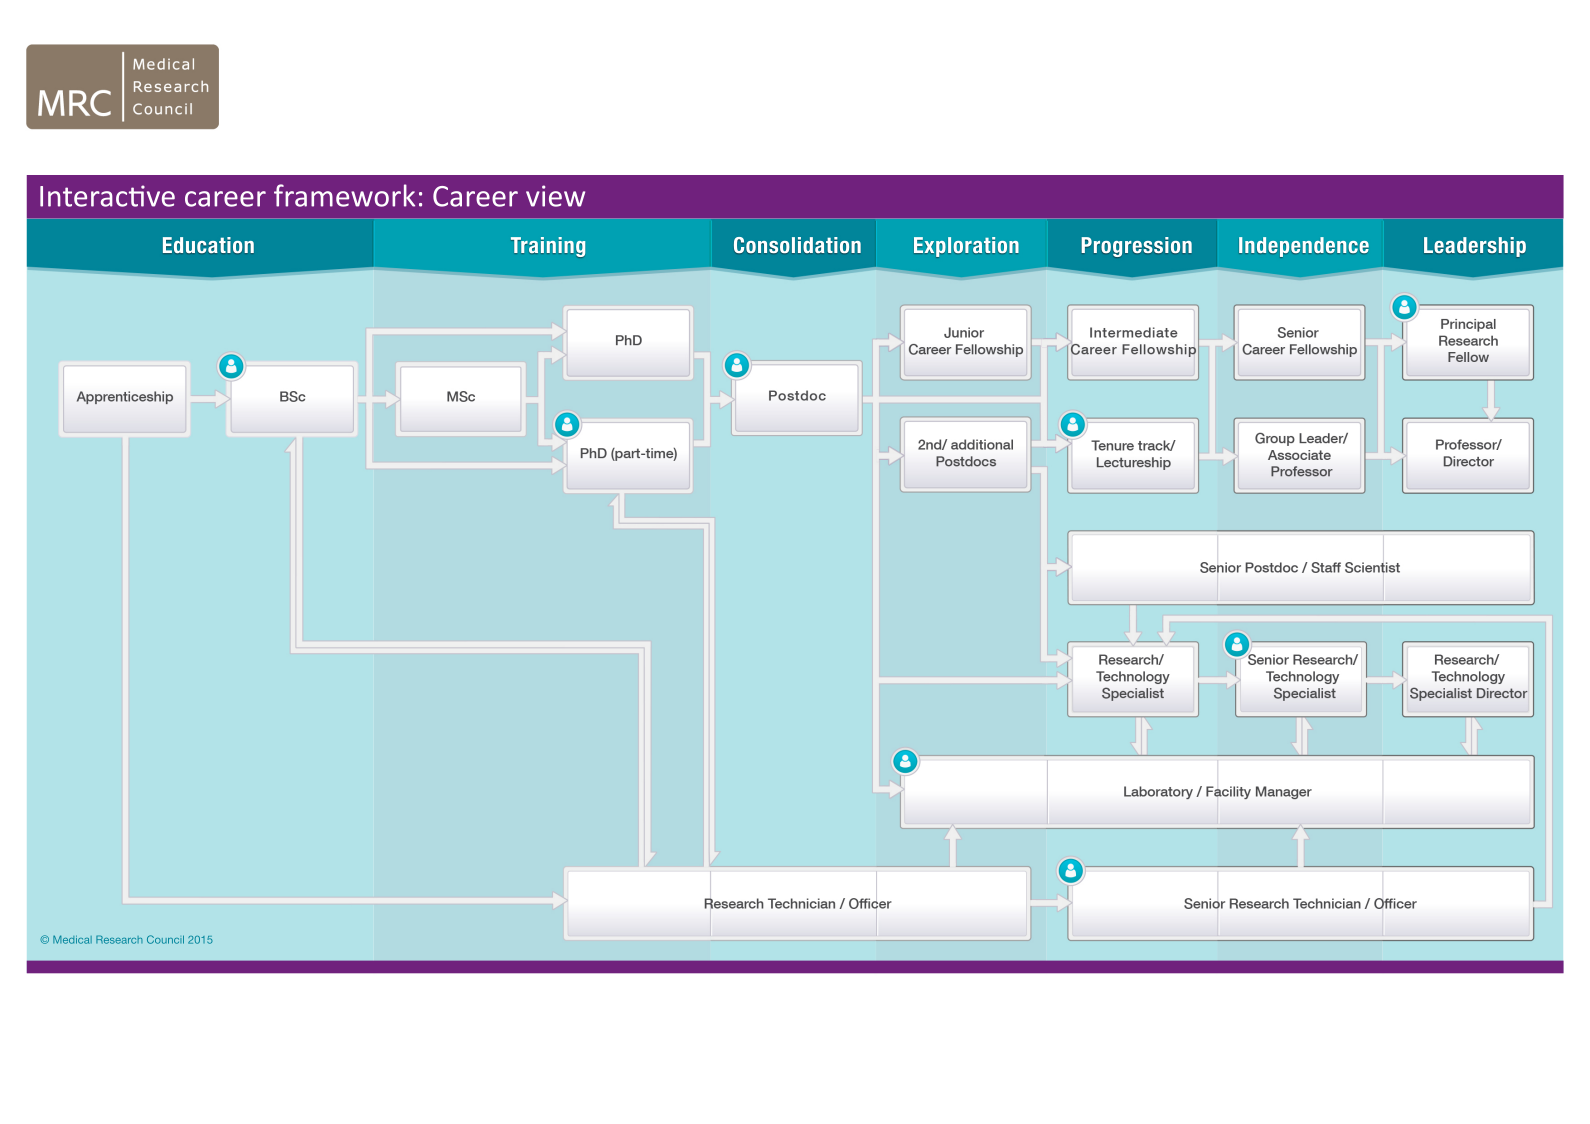 MRC
Medical
Research
Council
Interactive career framework: Career view
Education
Training
Consolidation
Exploration
Progression
Independence
Leadership
Apprenticeship
BSc
MSc
PhD
PhD (part-time)
Postdoc
Junior
Career Fellowship
Intermediate
Career Fellowship
Senior
Career Fellowship
Principal
Research
Fellow
2nd/ additional
Postdocs
Tenure track/
Lectureship
Group Leader/
Associate
Professor
Professor/
Director
Senior Postdoc / Staff Scientist
Research/
Technology
Specialist
Senior Research/
Technology
Specialist
Research/
Technology
Specialist Director
Laboratory / Facility Manager
Research Technician / Officer
Senior Research Technician / Officer
© Medical Research Council 2015